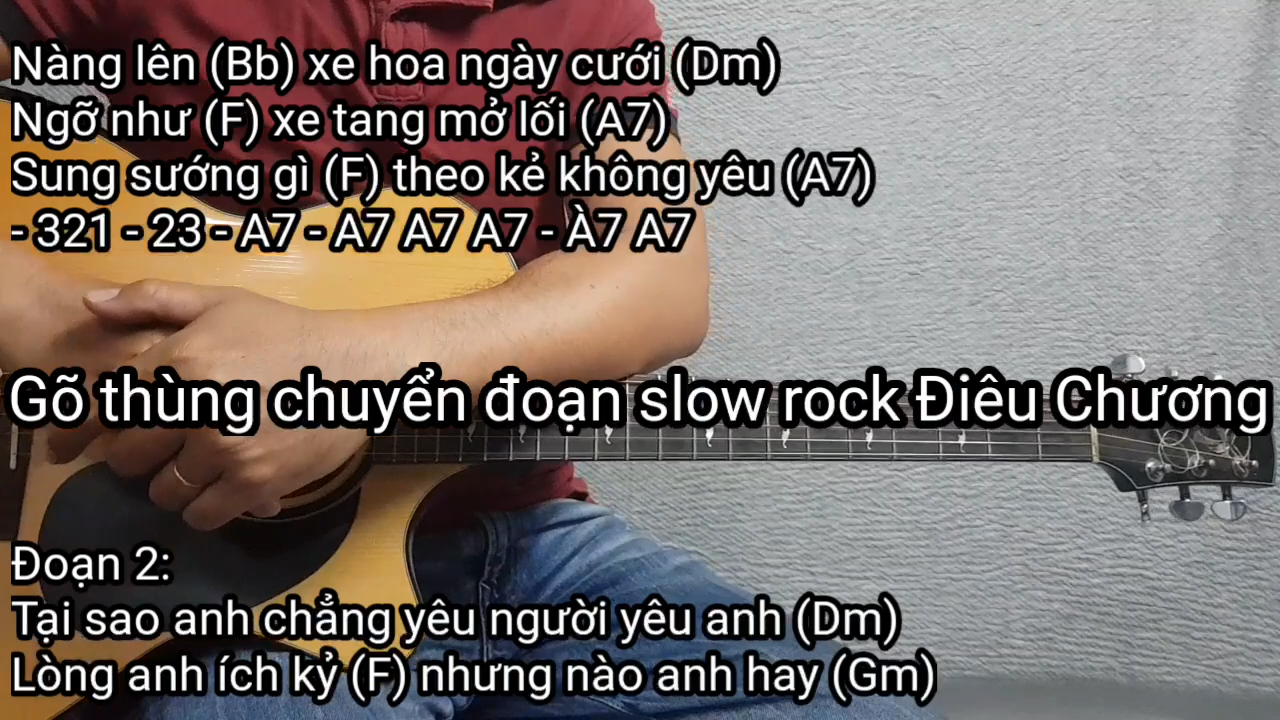 Nàng lên (Bb) xe hoa ngày cưới (Dm)
Ngỡ như (F) xe tang mở lối (A7)
Sung sướng gì (F) theo kẻ không yêu (A7)
- 321 - 23 - A7 - A7 A7 A7 - À7 A7
Gõ thùng chuyển đoạn slow rock Điêu Chương
Đoạn 2:
Tại sao anh chẳng yêu người yêu anh (Dm)
Lòng anh ích kỷ (F) nhưng nào anh hay (Gm)